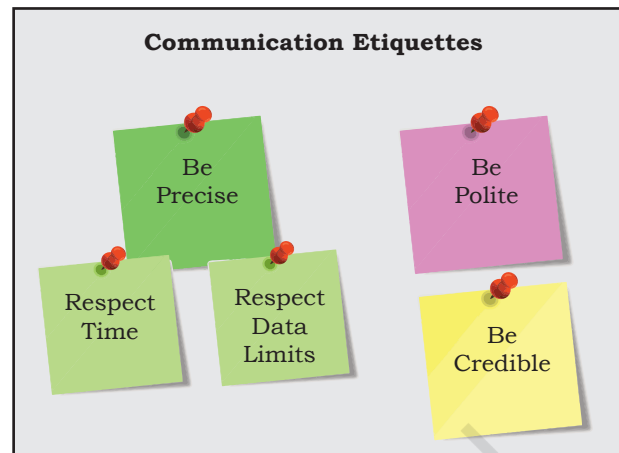 Communication Etiquettes
Be
Precise
Respect
Time
Respect
Data
Limits
Be
Polite
Be
Credible